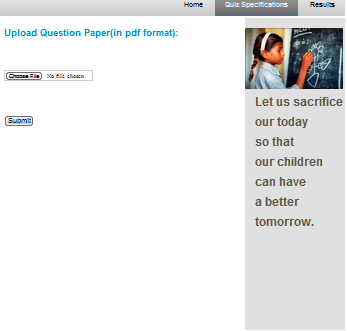 Home Quiz Specifications Results
Upload Question Paper(in pdf format):
Choose File No file chosen
Submit
Let us sacrifice
our today
so that
our children
can have
a better
tomorrow.